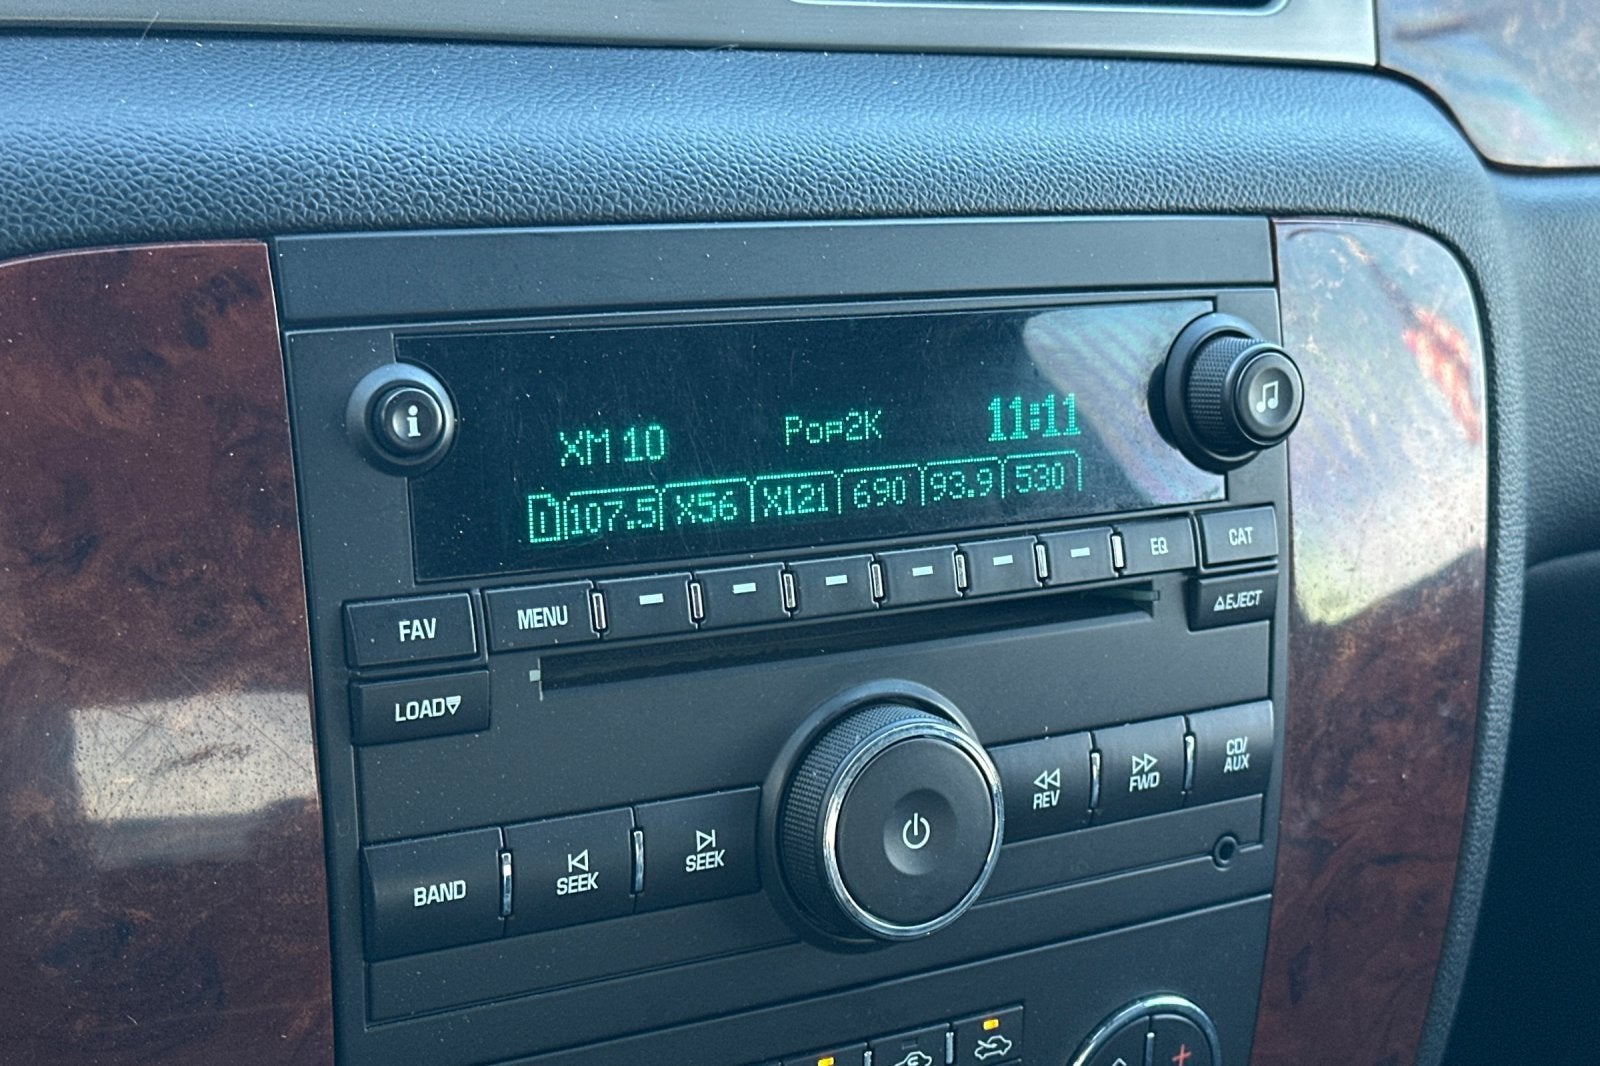 i
XM 10 Pop2K 11:11
1 107.5 X56 X121 690 93.9 530
FAV MENU EQ CAT
LOAD EJECT
BAND SEEK SEEK REV FWD CD/
AUX